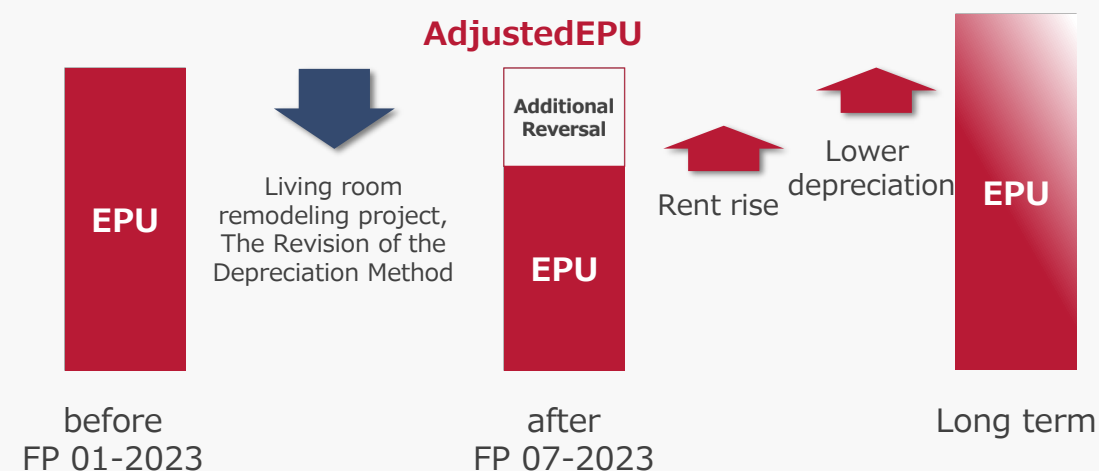 AdjustedEPU
EPU
Living room
remodeling project,
The Revision of the
Depreciation Method
Additional
Reversal
EPU
Rent rise
Lower
depreciation
EPU
before
FP 01-2023
after
FP 07-2023
Long term